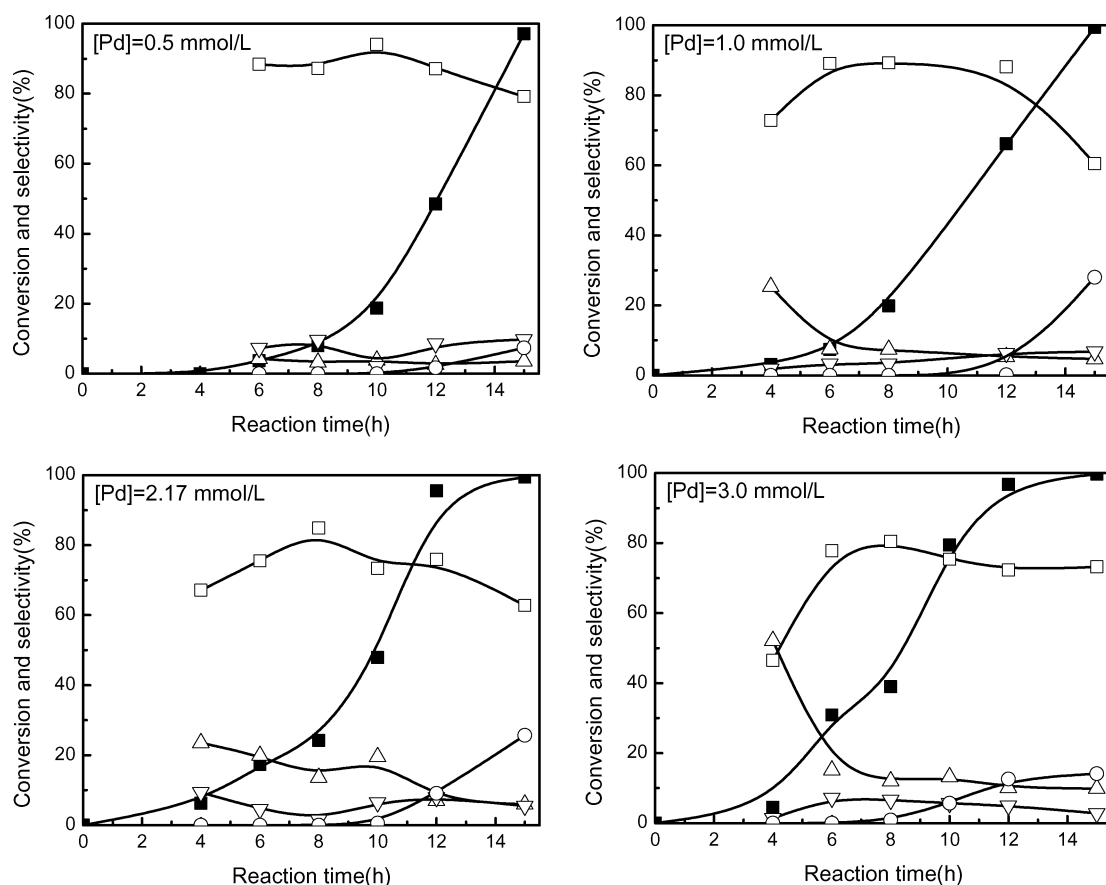 [Pd]=0.5 mmol/L
Conversion and selectivity(%)
100
80
60
40
20
0
0 2 4 6 8 10 12 14
Reaction time(h)
[Pd]=1.0 mmol/L
Conversion and selectivity(%)
100
80
60
40
20
0
0 2 4 6 8 10 12 14
Reaction time(h)
[Pd]=2.17 mmol/L
Conversion and selectivity(%)
100
80
60
40
20
0
0 2 4 6 8 10 12 14
Reaction time(h)
[Pd]=3.0 mmol/L
Conversion and selectivity(%)
100
80
60
40
20
0
0 2 4 6 8 10 12 14
Reaction time(h)